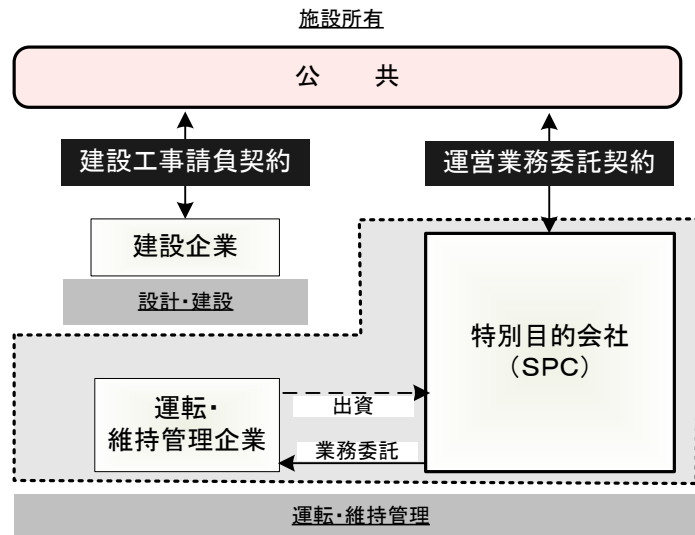 施設所有
公　共
建設工事請負契約
運営業務委託契約
建設企業
設計・建設
特別目的会社
（SPC）
運転・
維持管理企業
出資
業務委託
運転・維持管理